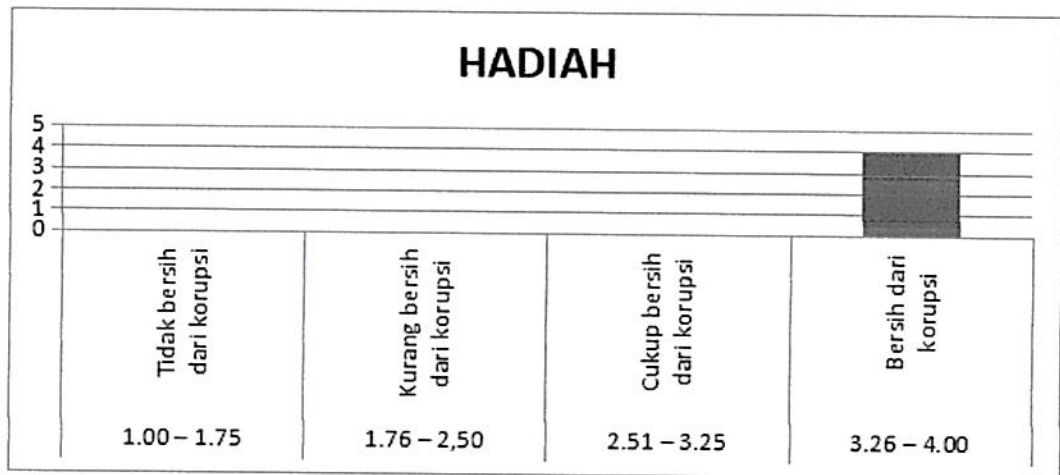 HADIAH
5
4
3
2
1
0
Tidak bersih
dari korupsi
Kurang bersih
dari korupsi
Cukup bersih
dari korupsi
Bersih dari
korupsi
1.00 – 1.75
1.76 – 2,50
2.51 – 3.25
3.26 – 4.00